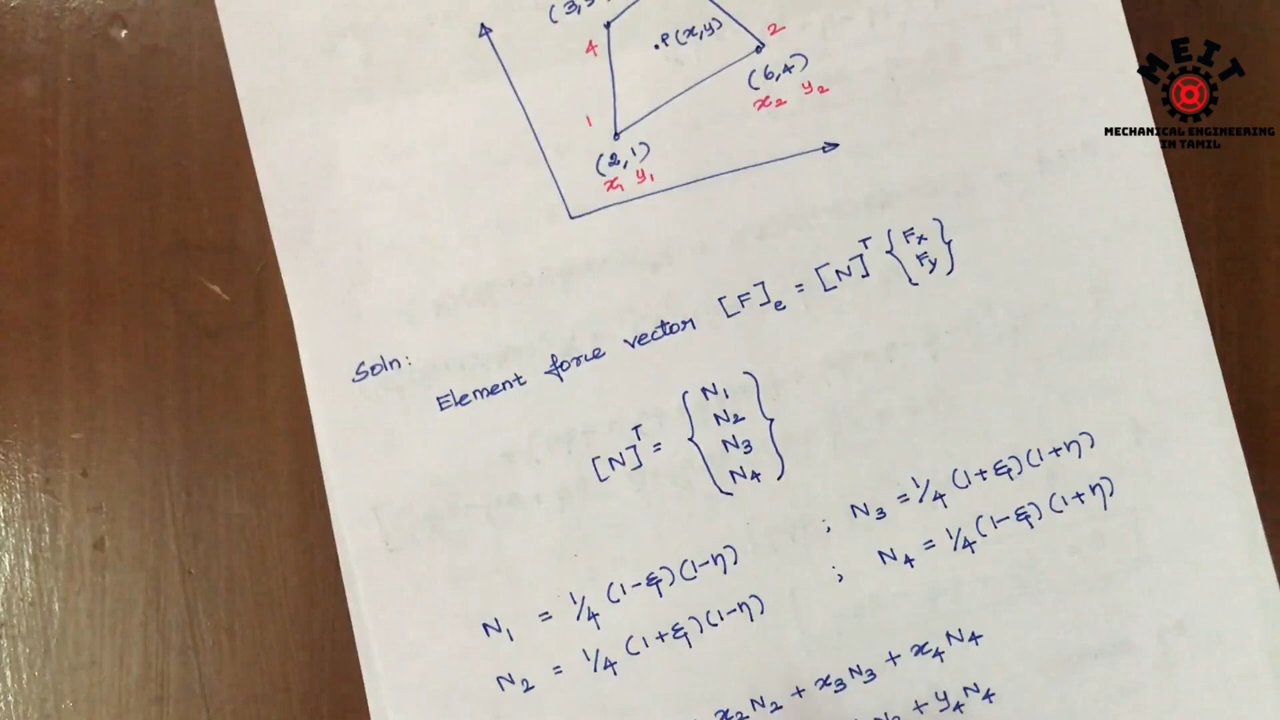 MEIT
MECHANICAL ENGINEERING
IN TAMIL
4
.P(x,y)
2
(6,4)
x₂ y₂
1
(2,1)
x₁ y₁
Soln:
Element force vector [F]ₑ = [N]ᵀ {Fx
Fy}
[N]ᵀ = {N₁
N₂
N₃
N₄}
N₁ = 1/4 (1-ξ)(1-η) ; N₃ = 1/4 (1+ξ)(1+η)
N₂ = 1/4 (1+ξ)(1-η) ; N₄ = 1/4 (1-ξ)(1+η)
x₂N₂ + x₃N₃ + x₄N₄
+ y₄N₄